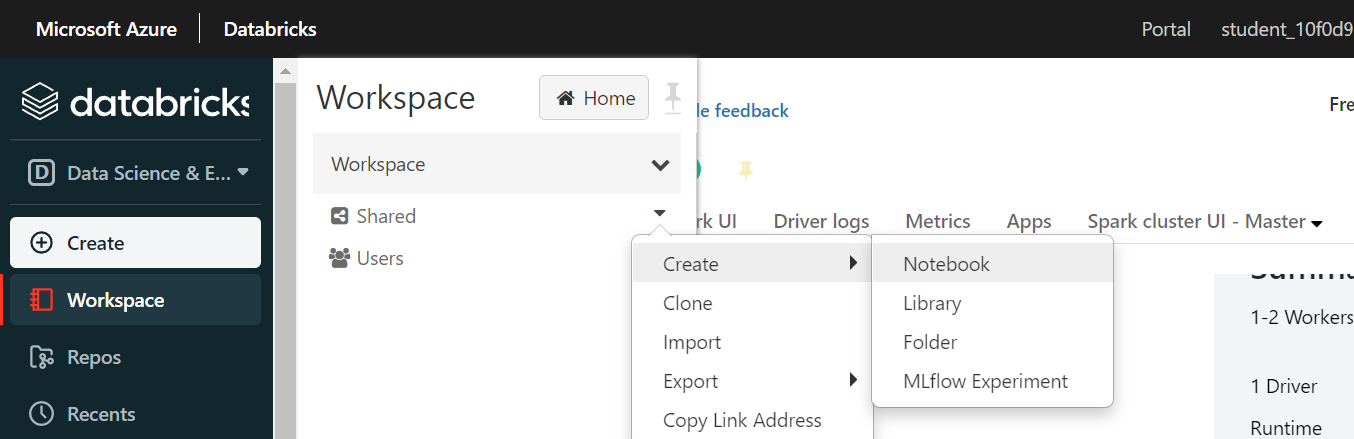 Microsoft Azure Databricks Portal student_10f0d9
databricks
Data Science & E...
Create
Workspace
Repos
Recents
Workspace Home
Workspace
Shared
Users
Create
Clone
Import
Export
Copy Link Address
Notebook
Library
Folder
MLflow Experiment
feedback
Fre
UI Driver logs Metrics Apps Spark cluster UI - Master
1-2 Workers
1 Driver
Runtime